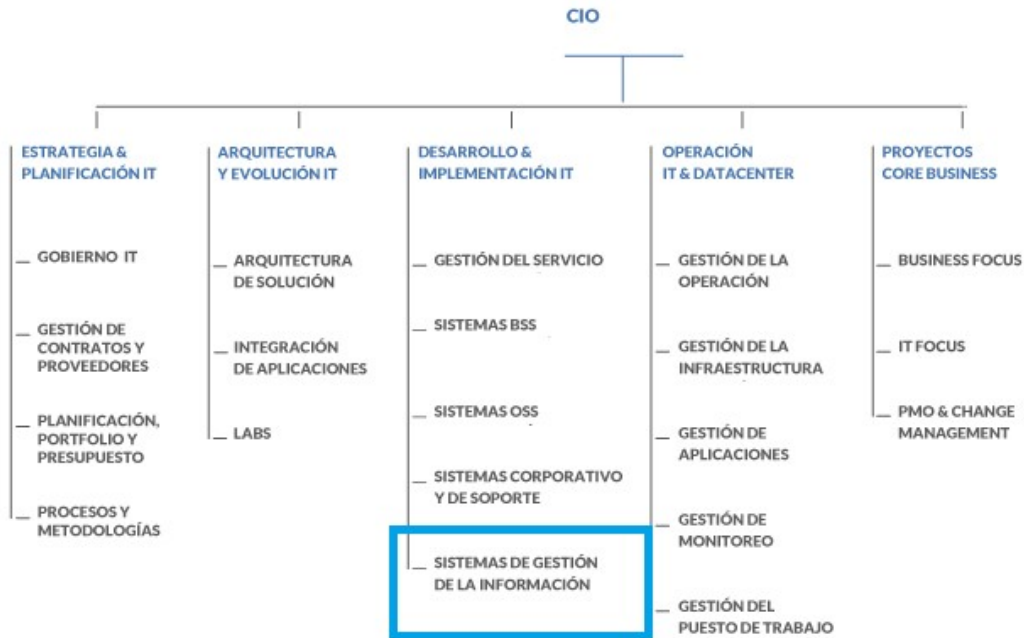 CIO
ESTRATEGIA &
PLANIFICACIÓN IT
GOBIERNO IT
GESTIÓN DE
CONTRATOS Y
PROVEEDORES
PLANIFICACIÓN,
PORTFOLIO Y
PRESUPUESTO
PROCESOS Y
METODOLOGÍAS
ARQUITECTURA
Y EVOLUCIÓN IT
ARQUITECTURA
DE SOLUCIÓN
INTEGRACIÓN
DE APLICACIONES
LABS
DESARROLLO &
IMPLEMENTACIÓN IT
GESTIÓN DEL SERVICIO
SISTEMAS BSS
SISTEMAS OSS
SISTEMAS CORPORATIVO
Y DE SOPORTE
SISTEMAS DE GESTIÓN
DE LA INFORMACIÓN
OPERACIÓN
IT & DATACENTER
GESTIÓN DE LA
OPERACIÓN
GESTIÓN DE LA
INFRAESTRUCTURA
GESTIÓN DE
APLICACIONES
GESTIÓN DE
MONITOREO
GESTIÓN DEL
PUESTO DE TRABAJO
PROYECTOS
CORE BUSINESS
BUSINESS FOCUS
IT FOCUS
PMO & CHANGE
MANAGEMENT